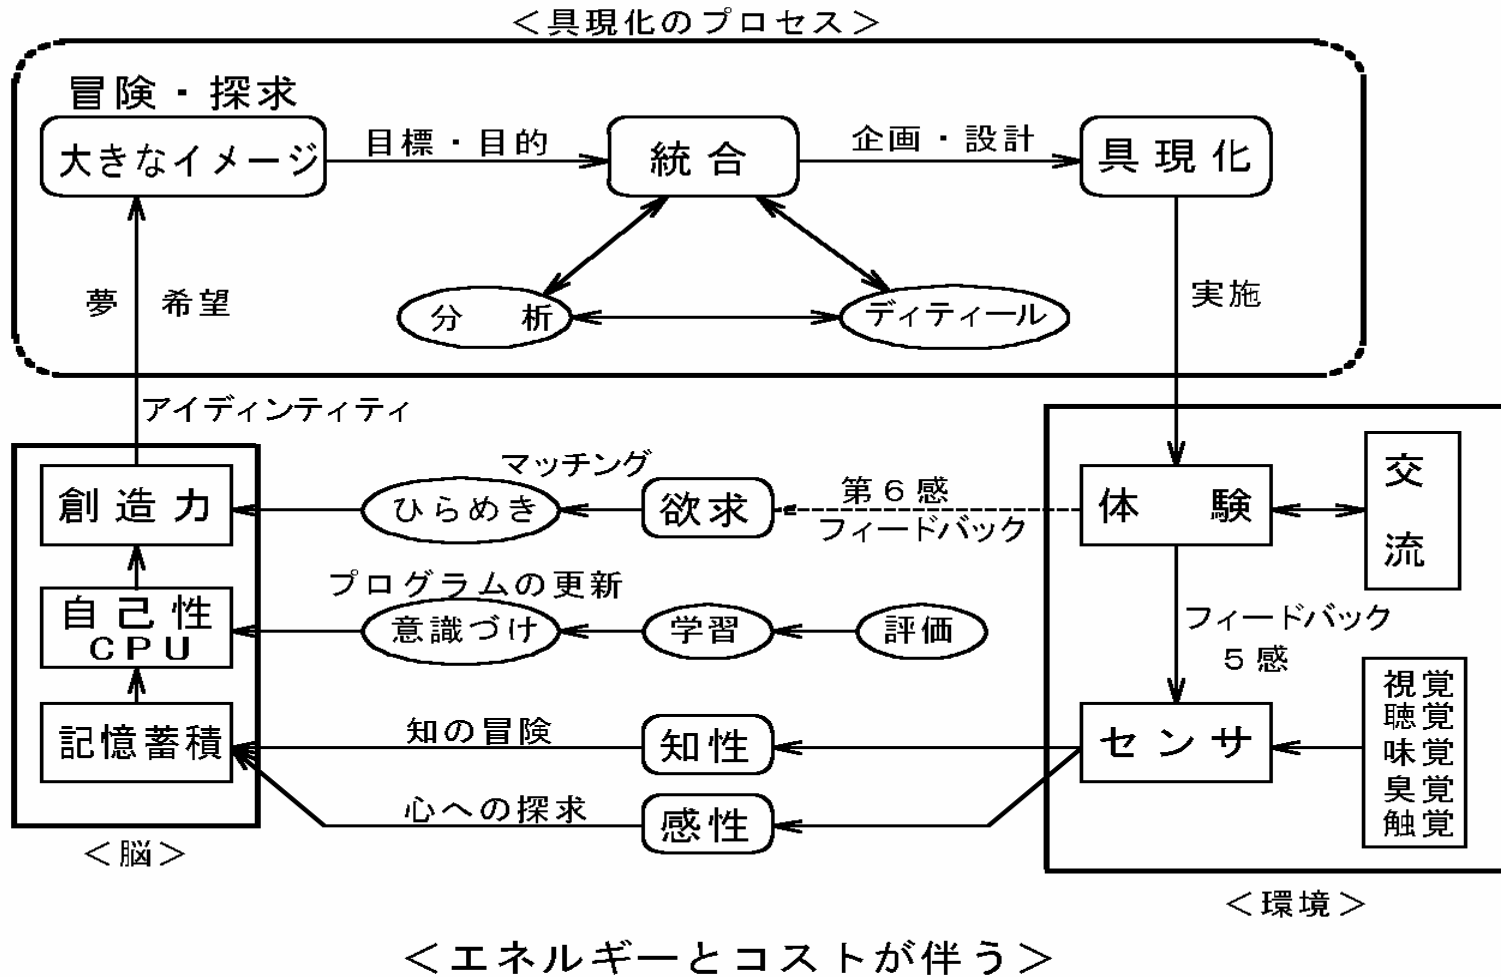 ＜具現化のプロセス＞
冒険・探求
大きなイメージ
目標・目的
統合
企画・設計
具現化
夢 希望
分 析
ディティール
実施
アイディンティティ
創造力
マッチング
ひらめき
欲求
第６感
フィードバック
体 験
交
流
プログラムの更新
自己性
ＣＰＵ
意識づけ
学習
評価
フィードバック
５感
記憶蓄積
知の冒険
知性
センサ
視覚
聴覚
味覚
臭覚
触覚
心への探求
感性
＜脳＞
＜環境＞
＜エネルギーとコストが伴う＞